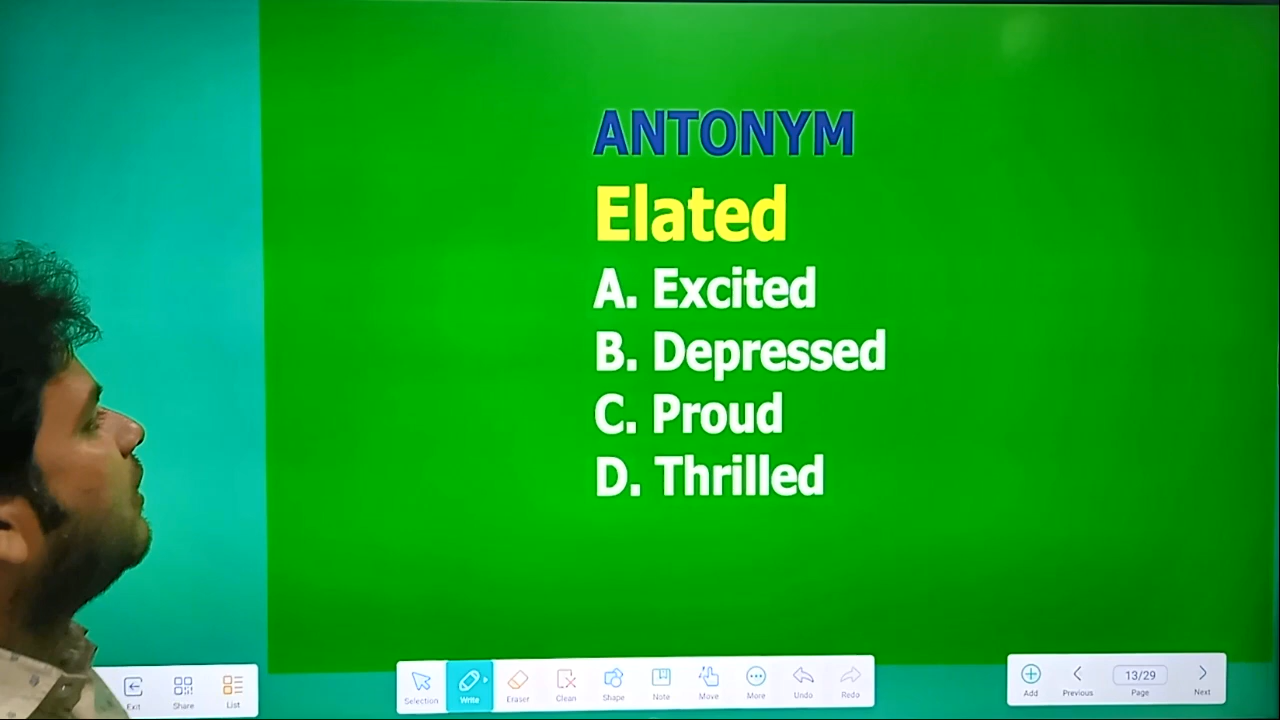 ANTONYM
Elated
A. Excited
B. Depressed
C. Proud
D. Thrilled
Exit Share List
Selection Write Eraser Clean Shape Note Move More Undo Redo
Add Previous 13/29 Page Next